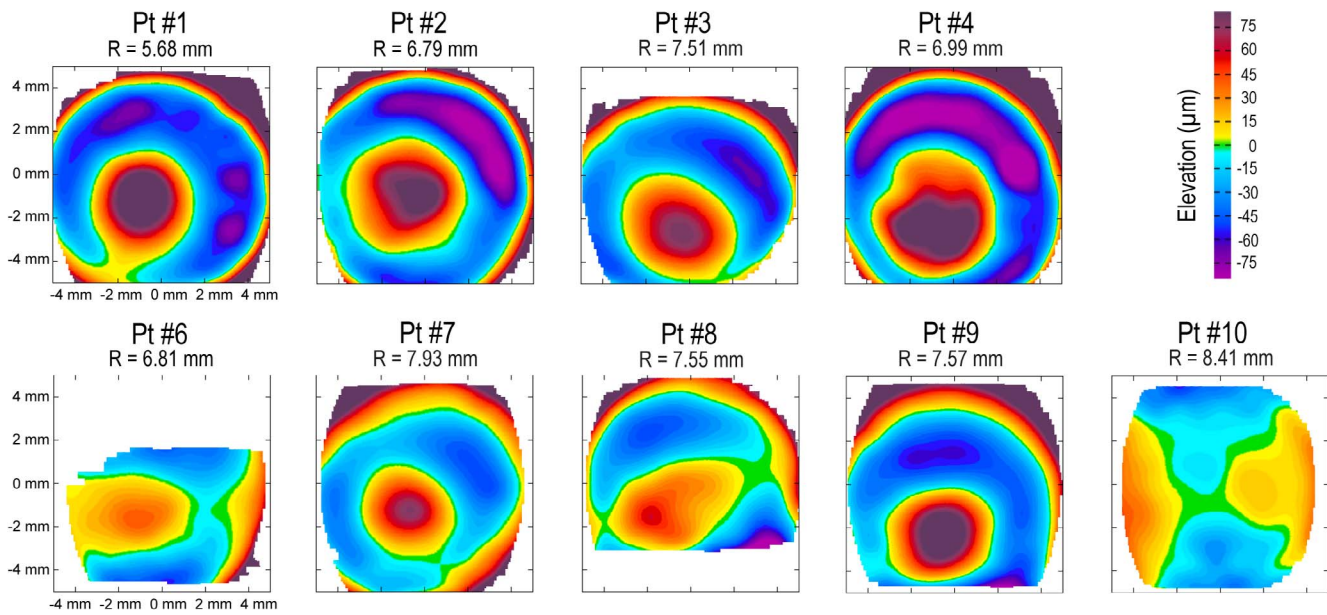 Pt #1
R = 5.68 mm
Pt #2
R = 6.79 mm
Pt #3
R = 7.51 mm
Pt #4
R = 6.99 mm
4 mm
2 mm
0 mm
-2 mm
-4 mm
-4 mm -2 mm 0 mm 2 mm 4 mm
Elevation (µm)
75
60
45
30
15
0
-15
-30
-45
-60
-75
Pt #6
R = 6.81 mm
Pt #7
R = 7.93 mm
Pt #8
R = 7.55 mm
Pt #9
R = 7.57 mm
Pt #10
R = 8.41 mm
4 mm
2 mm
0 mm
-2 mm
-4 mm
-4 mm -2 mm 0 mm 2 mm 4 mm